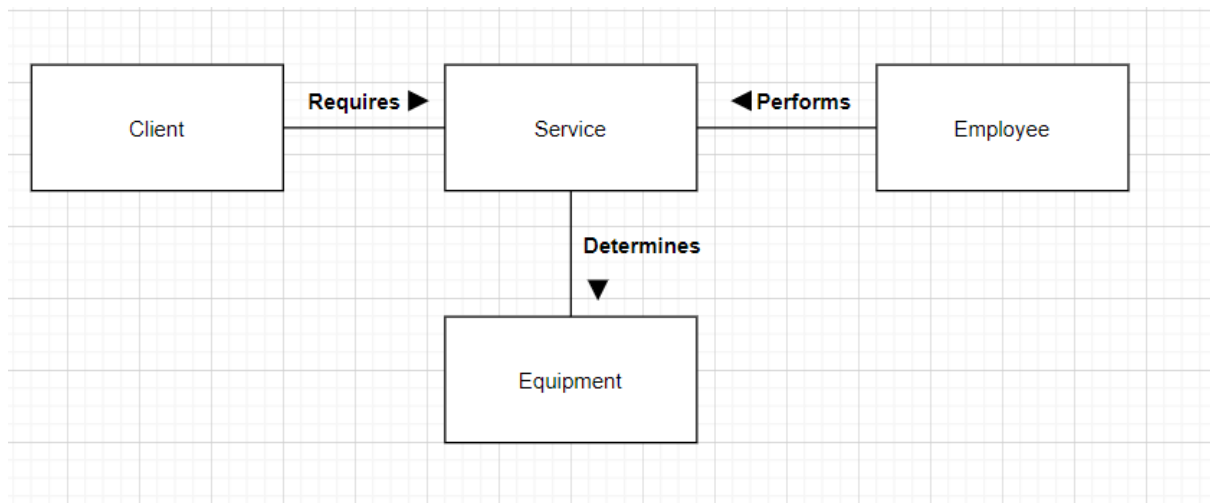 Requires
Performs
Client
Service
Employee
Determines
Equipment